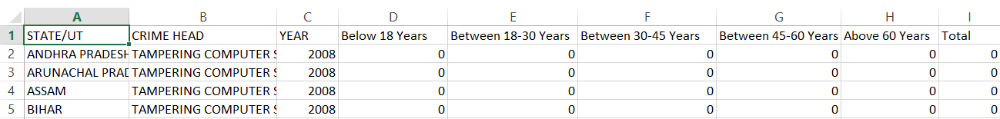 A B C D E F G H I
1 STATE/UT CRIME HEAD YEAR Below 18 Years Between 18-30 Years Between 30-45 Years Between 45-60 Years Above 60 Years Total
2 ANDHRA PRADESH TAMPERING COMPUTER S 2008 0 0 0 0 0 0
3 ARUNACHAL PRAD TAMPERING COMPUTER S 2008 0 0 0 0 0 0
4 ASSAM TAMPERING COMPUTER S 2008 0 0 0 0 0 0
5 BIHAR TAMPERING COMPUTER S 2008 0 0 0 0 0 0